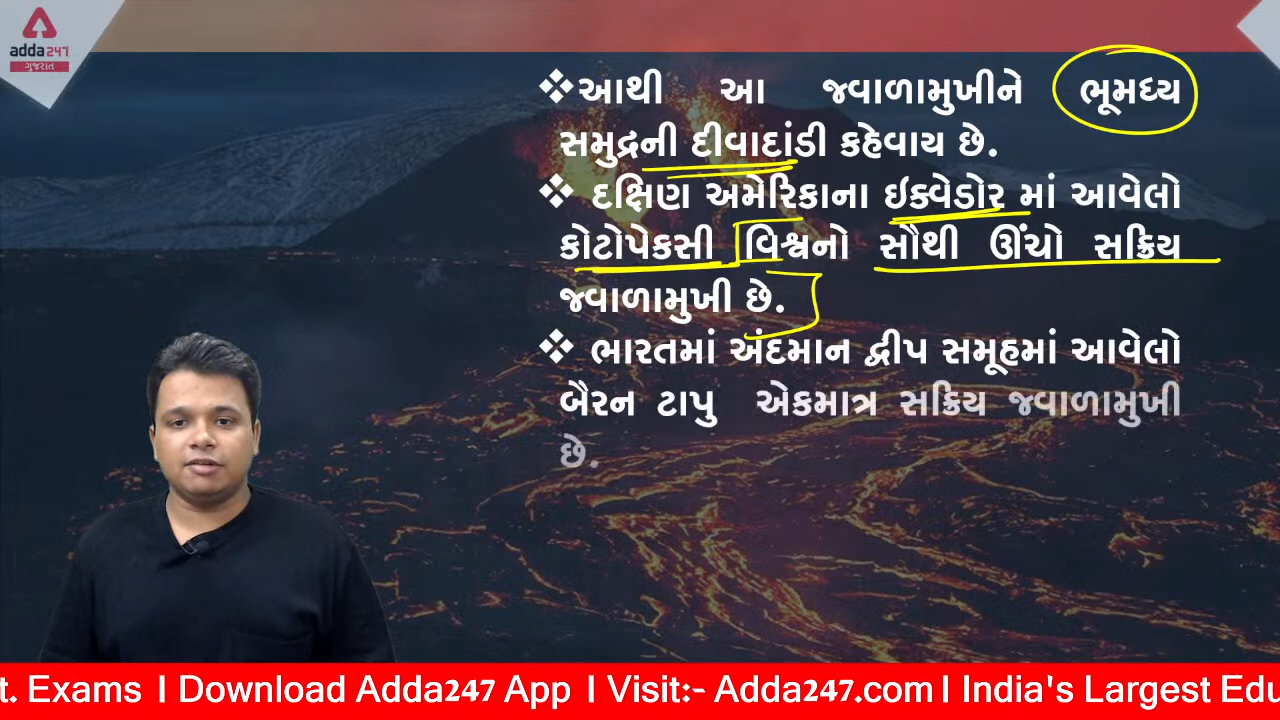 adda247
ગુજરાત
❖આથી આ જ્વાળામુખીને ભૂમધ્ય
સમુદ્રની દીવાદાંડી કહેવાય છે.
❖ દક્ષિણ અમેરિકાના ઇક્વેડોર માં આવેલો
કોટોપેકસી વિશ્વનો સૌથી ઊંચો સક્રિય
જ્વાળામુખી છે.
❖ ભારતમાં અંદમાન દ્વીપ સમૂહમાં આવેલો
બૈરન ટાપુ એકમાત્ર સક્રિય જ્વાળામુખી
છે.
t. Exams I Download Adda247 App I Visit:- Adda247.com I India's Largest Edu